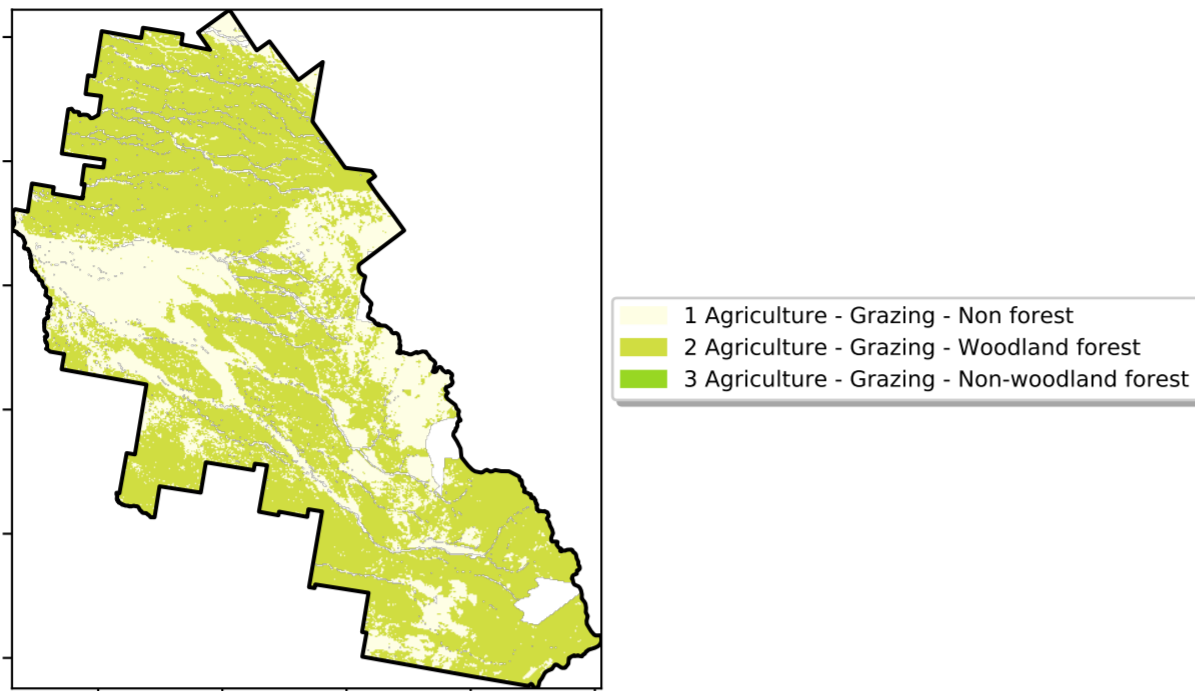 1 Agriculture - Grazing - Non forest
2 Agriculture - Grazing - Woodland forest
3 Agriculture - Grazing - Non-woodland forest